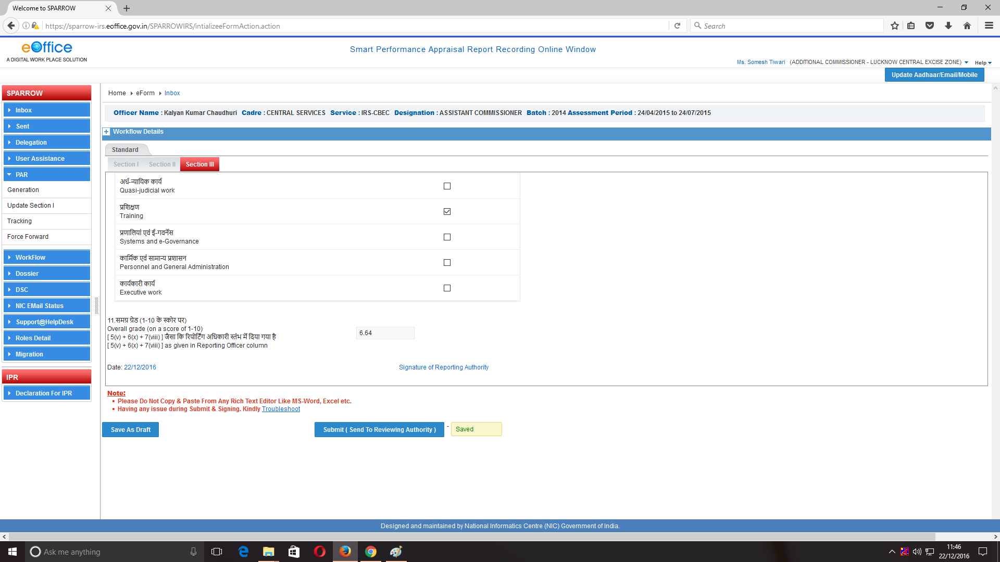 Welcome to SPARROW
https://sparrow-irs.eoffice.gov.in/SPARROWIRS/intializeeFormAction.action
Search
eOffice
A DIGITAL WORK PLACE SOLUTION
Smart Performance Appraisal Report Recording Online Window
Ms. Somesh Tiwari (ADDITIONAL COMMISSIONER - LUCKNOW CENTRAL EXCISE ZONE) Help
Update Aadhaar/Email/Mobile
SPARROW
Inbox
Sent
Delegation
User Assistance
PAR
Generation
Update Section I
Tracking
Force Forward
WorkFlow
Dossier
DSC
NIC EMail Status
Support@HelpDesk
Roles Detail
Migration
IPR
Declaration For IPR
Home eForm Inbox
Officer Name : Kalyan Kumar Chaudhuri Cadre : CENTRAL SERVICES Service : IRS-CBEC Designation : ASSISTANT COMMISSIONER Batch : 2014 Assessment Period : 24/04/2015 to 24/07/2015
Workflow Details
Standard
Section I Section II Section III
अर्ध-न्यायिक कार्य
Quasi-judicial work
प्रशिक्षण
Training
प्रणालियां एवं ई-गवर्नेंस
Systems and e-Governance
कार्मिक एवं सामान्य प्रशासन
Personnel and General Administration
कार्यकारी कार्य
Executive work
11.समग्र ग्रेड (1-10 के स्कोर पर)
Overall grade (on a score of 1-10)
[ 5(v) + 6(x) + 7(viii) ] जैसा कि रिपोर्टिंग अधिकारी स्तंभ में दिया गया है
[ 5(v) + 6(x) + 7(viii) ] as given in Reporting Officer column
6.64
Date: 22/12/2016
Signature of Reporting Authority
Note:
• Please Do Not Copy & Paste From Any Rich Text Editor Like MS-Word, Excel etc.
• Having any issue during Submit & Signing. Kindly Troubleshoot
Save As Draft
Submit ( Send To Reviewing Authority )
- Saved
Designed and maintained by National Informatics Centre (NIC) Government of India.
Ask me anything
11:46
22/12/2016